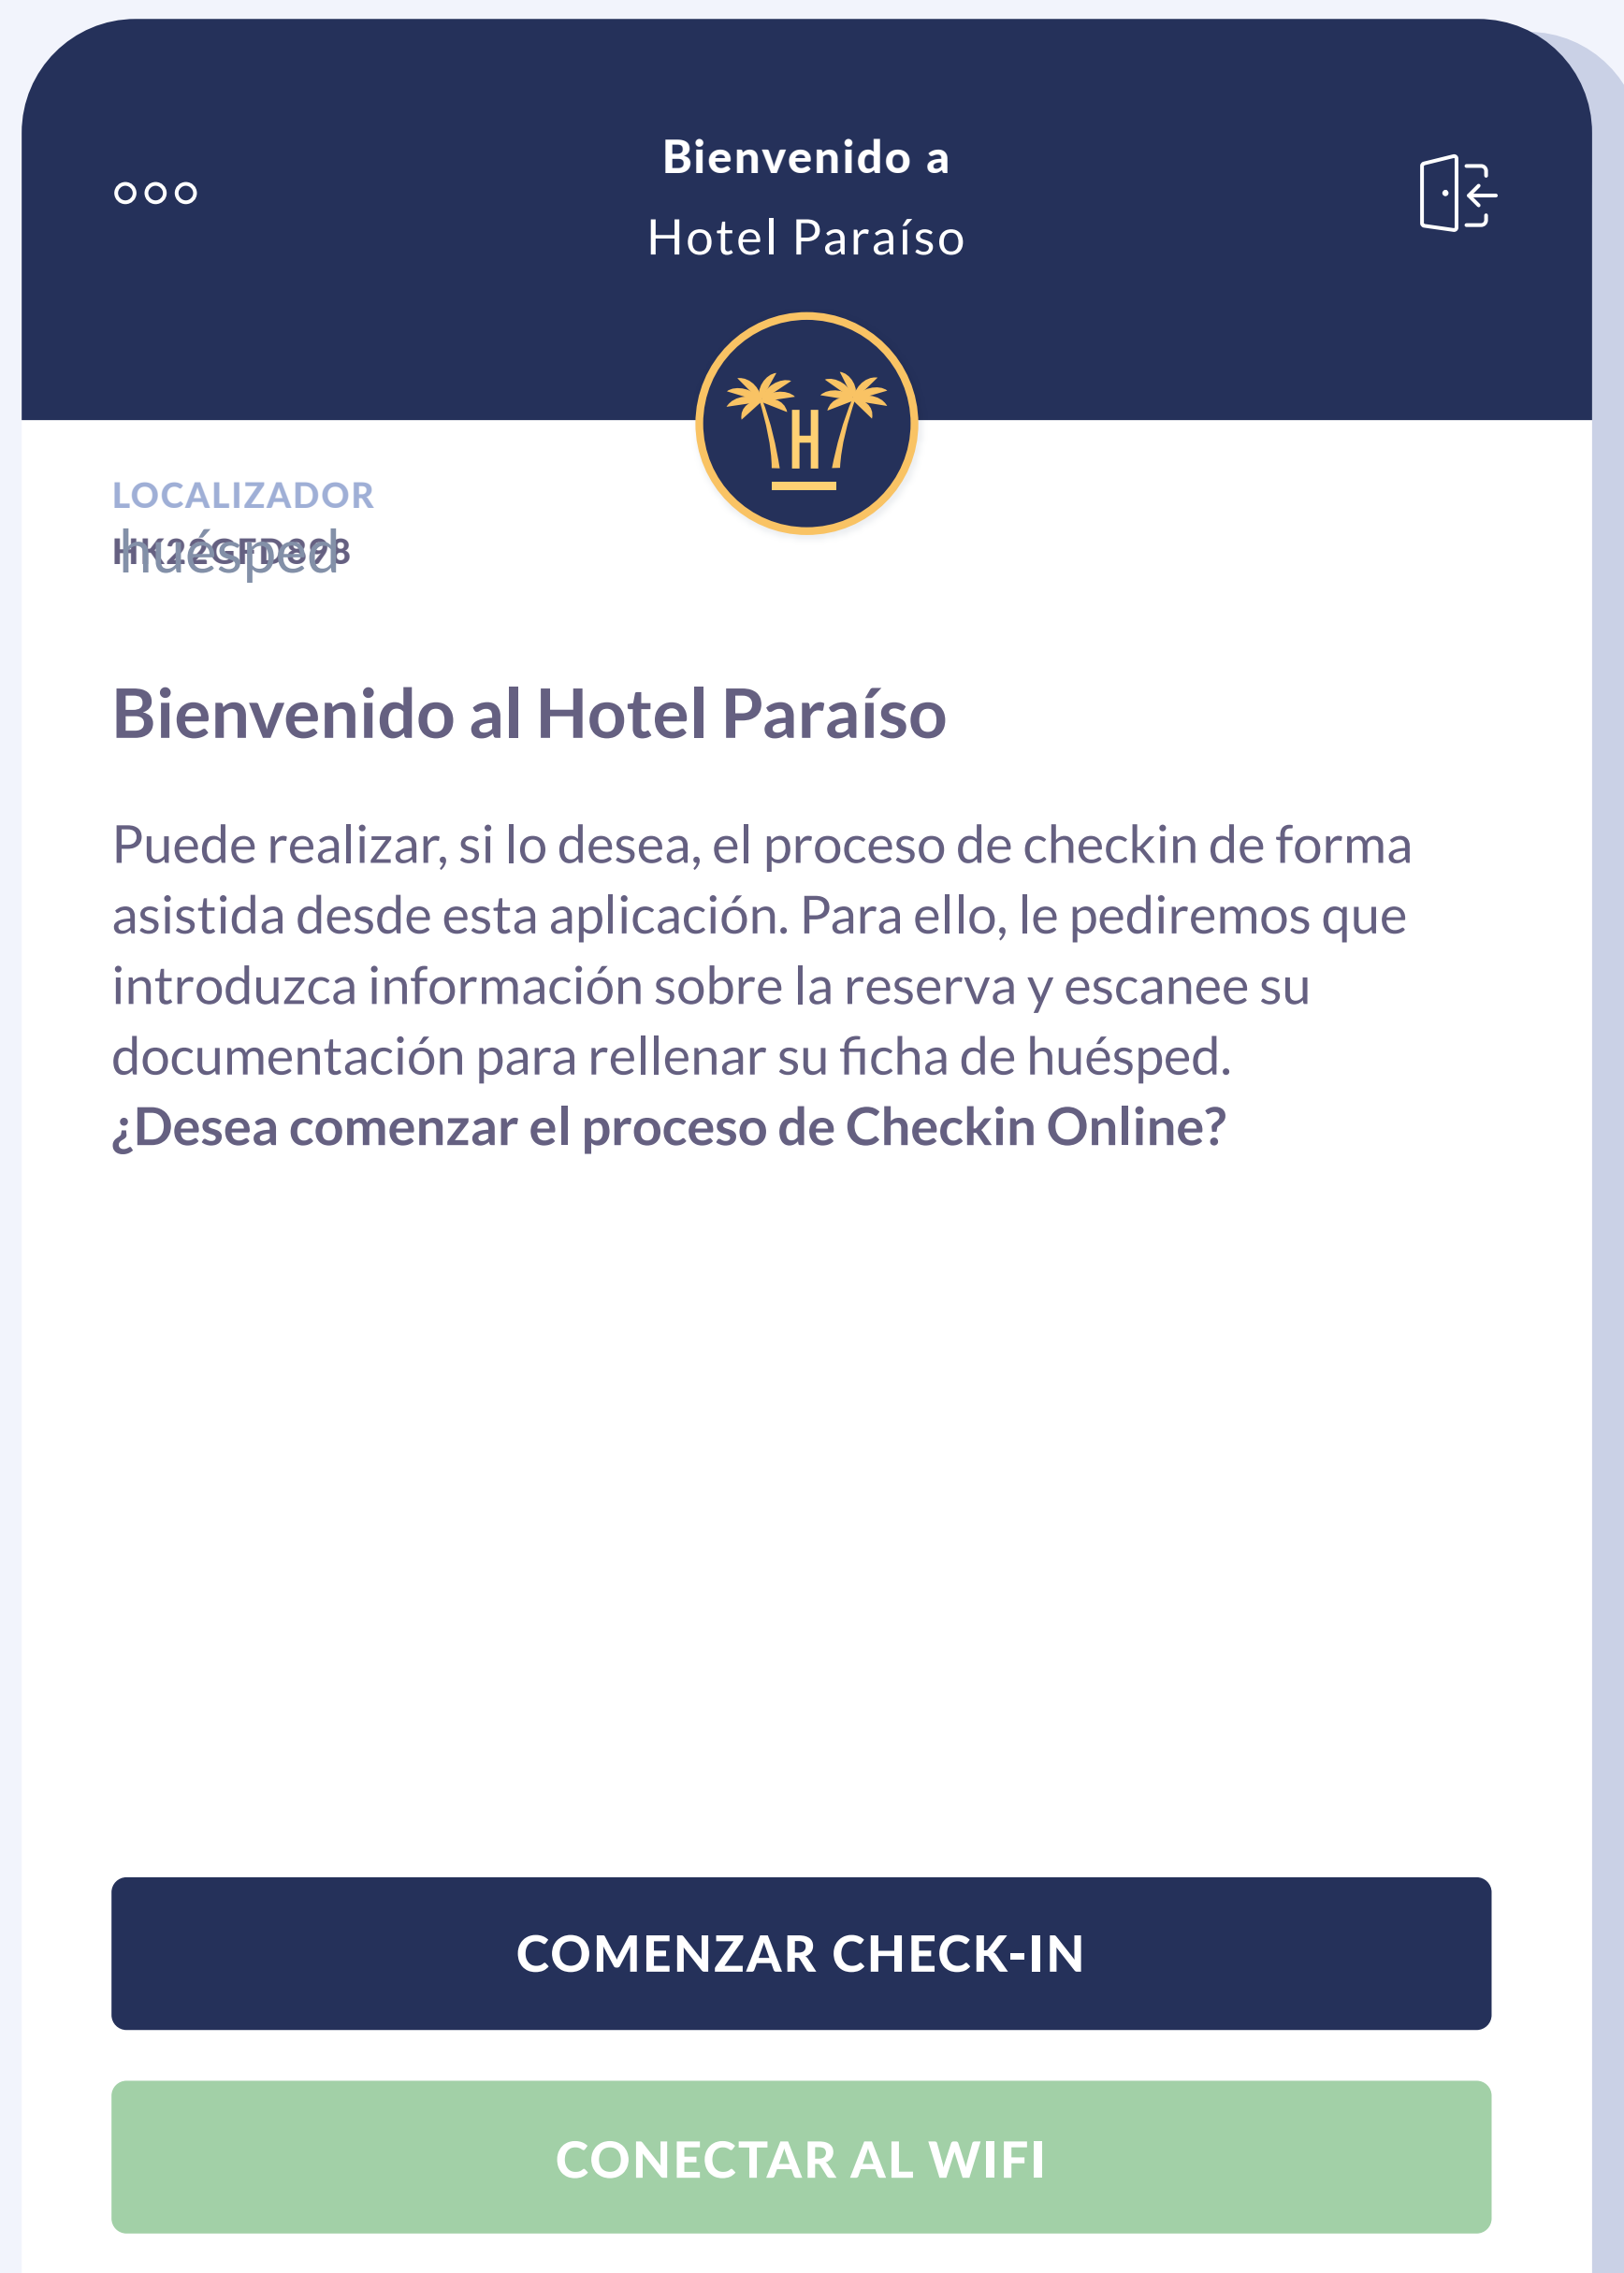 Bienvenido a
Hotel Paraíso
H
LOCALIZADOR
HK22GFD898
huésped
Bienvenido al Hotel Paraíso
Puede realizar, si lo desea, el proceso de checkin de forma
asistida desde esta aplicación. Para ello, le pediremos que
introduzca información sobre la reserva y escanee su
documentación para rellenar su ficha de huésped.
¿Desea comenzar el proceso de Checkin Online?
COMENZAR CHECK-IN
CONECTAR AL WIFI